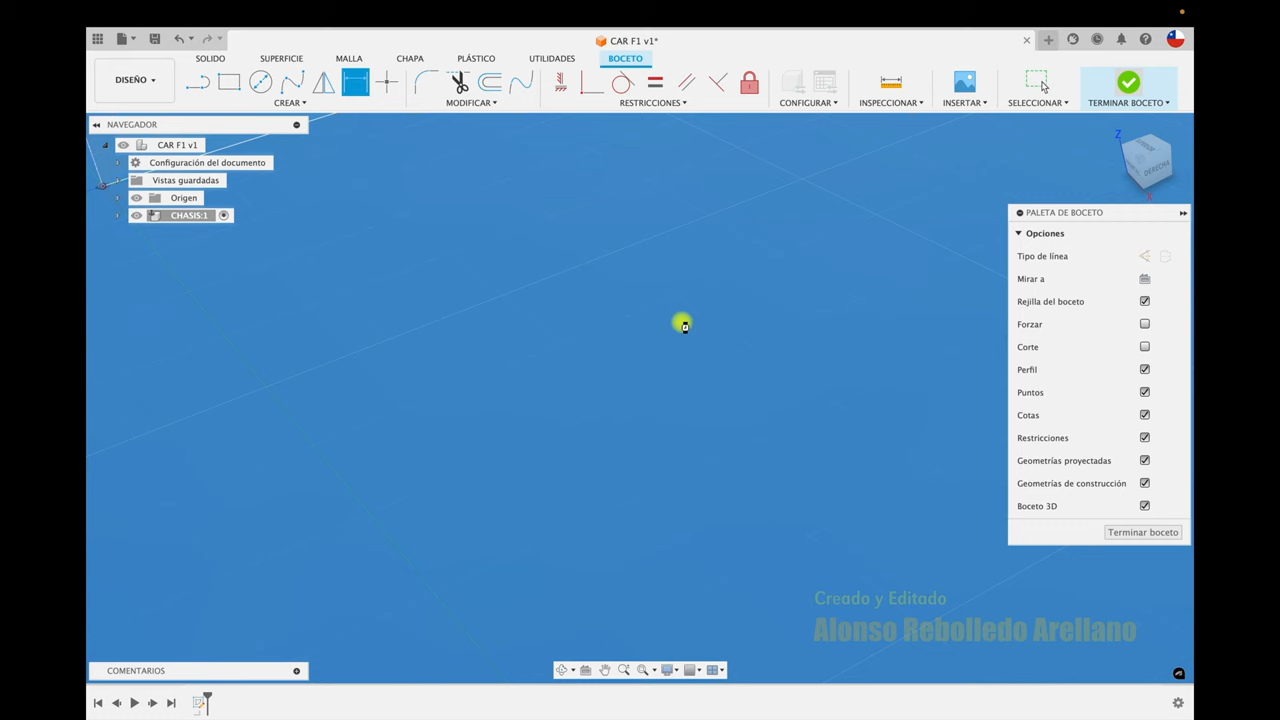 CAR F1 v1*
DISEÑO
SOLIDO
SUPERFICIE
MALLA
CHAPA
PLÁSTICO
UTILIDADES
BOCETO
CREAR
MODIFICAR
RESTRICCIONES
CONFIGURAR
INSPECCIONAR
INSERTAR
SELECCIONAR
TERMINAR BOCETO
NAVEGADOR
CAR F1 v1
Configuración del documento
Vistas guardadas
Origen
CHASIS:1
Z
DERECHA
X
PALETA DE BOCETO
Opciones
Tipo de línea
Mirar a
Rejilla del boceto
Forzar
Corte
Perfil
Puntos
Cotas
Restricciones
Geometrías proyectadas
Geometrías de construcción
Boceto 3D
Terminar boceto
Creado y Editado
Alonso Rebolledo Arellano
COMENTARIOS